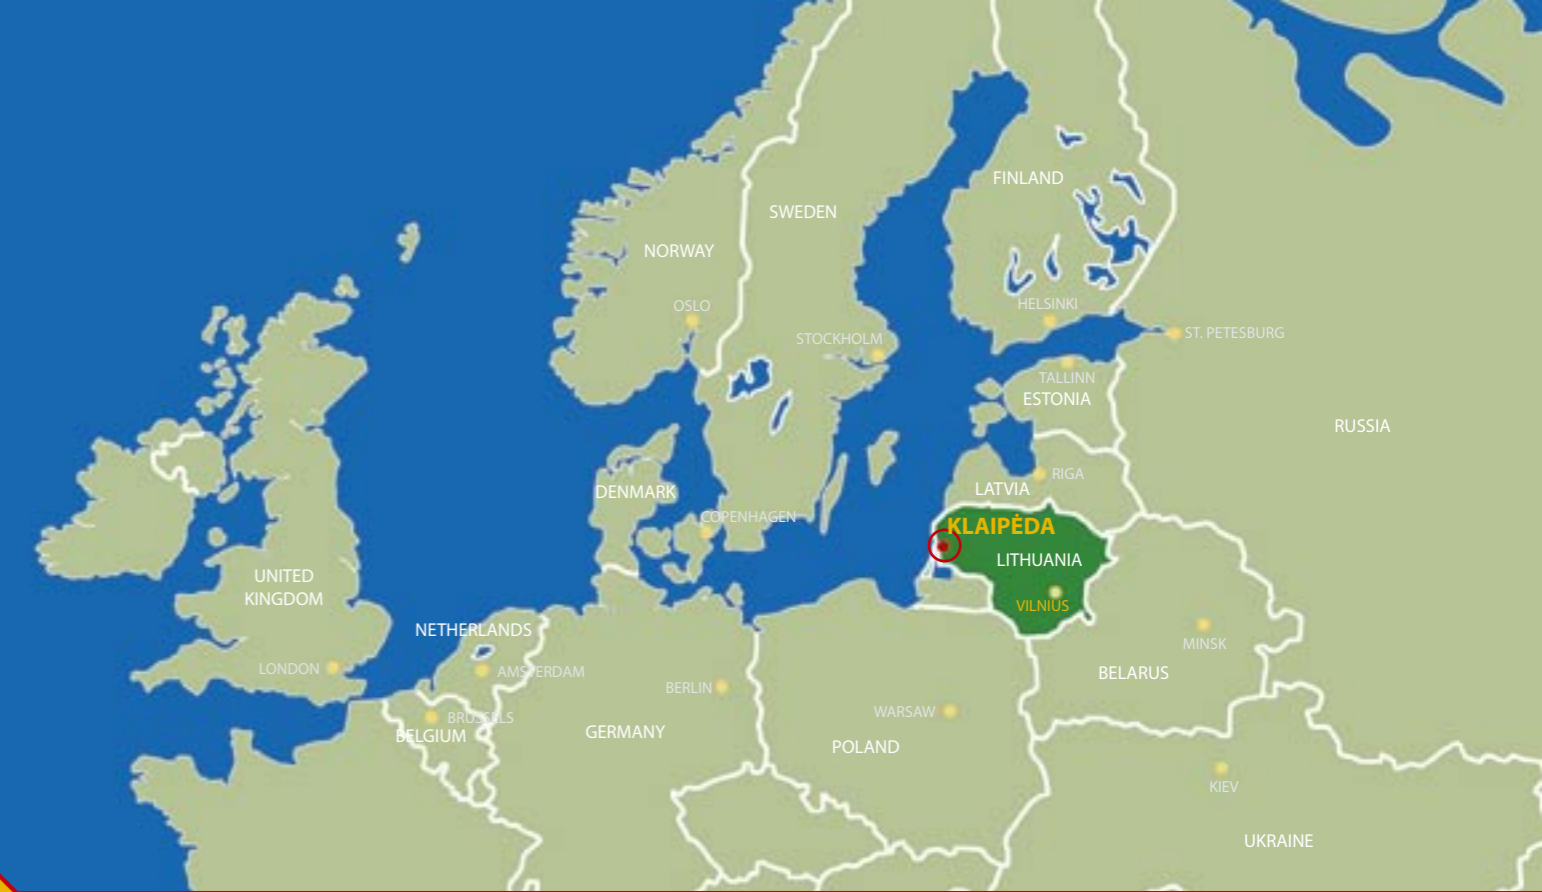 FINLAND
SWEDEN
NORWAY
OSLO
HELSINKI
STOCKHOLM
ST. PETESBURG
TALLINN
ESTONIA
RUSSIA
RIGA
LATVIA
DENMARK
COPENHAGEN
KLAIPĖDA
LITHUANIA
UNITED
KINGDOM
VILNIUS
NETHERLANDS
MINSK
LONDON
AMSTERDAM
BELARUS
BERLIN
WARSAW
BRUSSELS
BELGIUM
GERMANY
POLAND
KIEV
UKRAINE